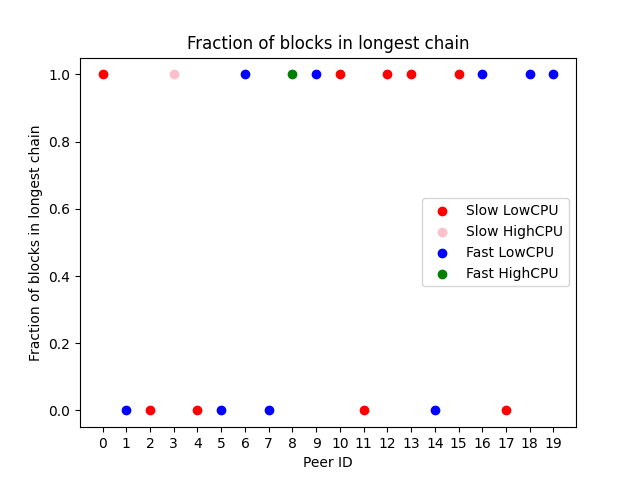 Fraction of blocks in longest chain
Fraction of blocks in longest chain
1.0
0.8
0.6
0.4
0.2
0.0
Slow LowCPU
Slow HighCPU
Fast LowCPU
Fast HighCPU
0 1 2 3 4 5 6 7 8 9 10 11 12 13 14 15 16 17 18 19
Peer ID